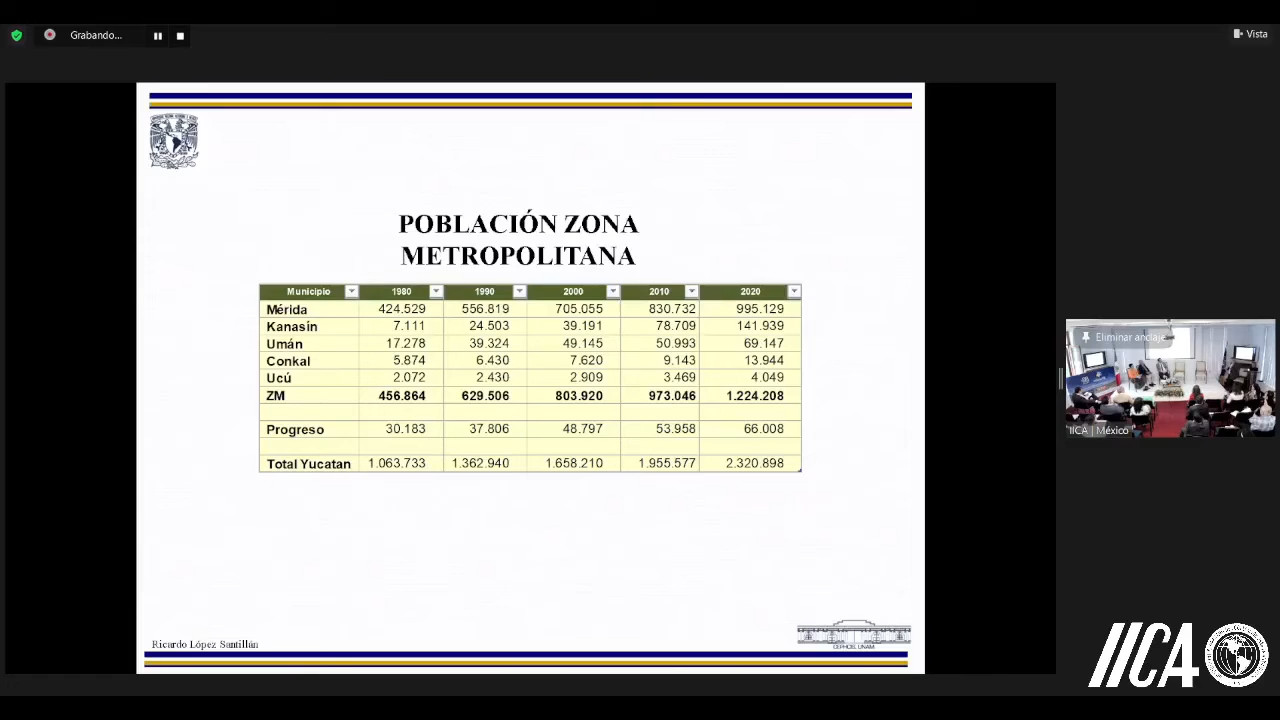 Grabando...
Vista
POBLACIÓN ZONA
METROPOLITANA
Municipio 1980 1990 2000 2010 2020
Mérida 424.529 556.819 705.055 830.732 995.129
Kanasín 7.111 24.503 39.191 78.709 141.939
Umán 17.278 39.324 49.145 50.993 69.147
Conkal 5.874 6.430 7.620 9.143 13.944
Ucú 2.072 2.430 2.909 3.469 4.049
ZM 456.864 629.506 803.920 973.046 1.224.208
Progreso 30.183 37.806 48.797 53.958 66.008
Total Yucatan 1.063.733 1.362.940 1.658.210 1.955.577 2.320.898
Eliminar anclaje
IICA | México
Ricardo López Santillán
CEPHCIS, UNAM
IICA